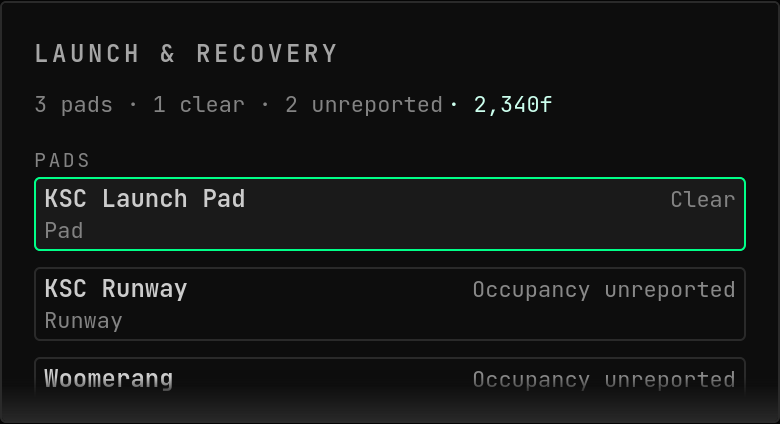 LAUNCH & RECOVERY
3 pads · 1 clear · 2 unreported · 2,340f
PADS
KSC Launch Pad Clear
Pad
KSC Runway Occupancy unreported
Runway
Woomerang Occupancy unreported